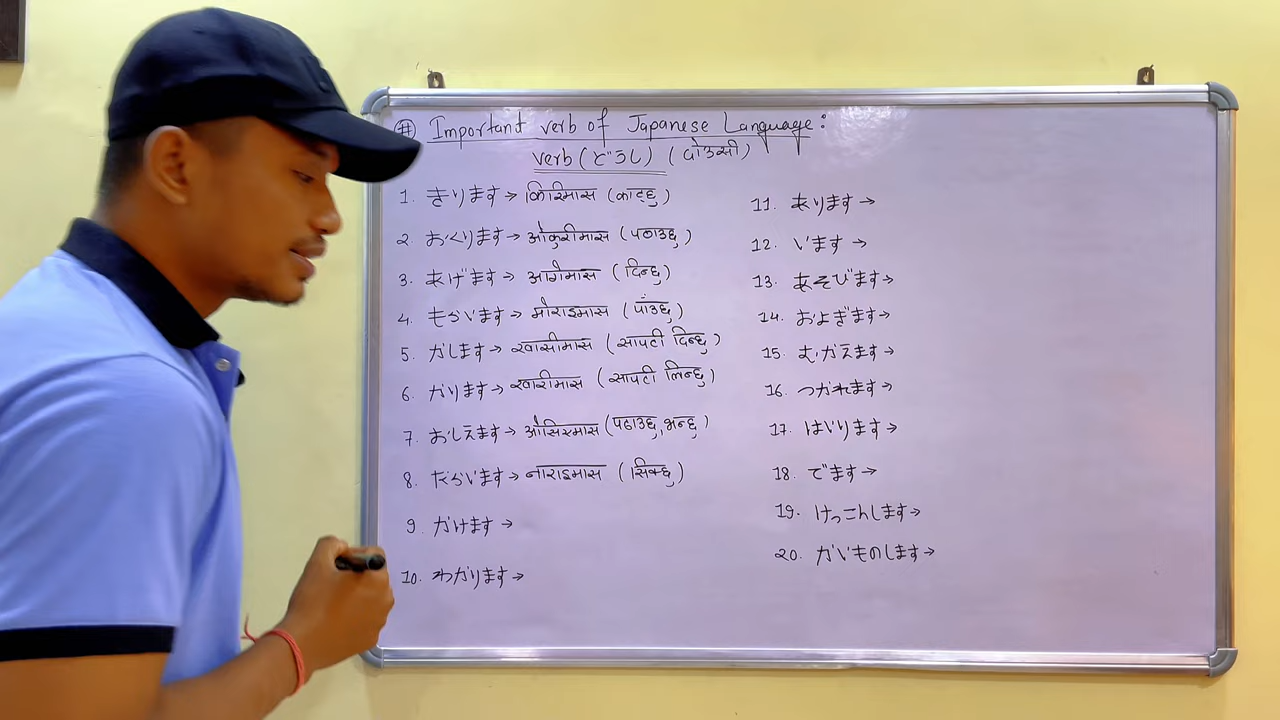 # Important verb of Japanese Language:
verb (どうし) (दोउसी)
1. きります → किरिमास (काट्छु)
2. おくります → ओकुरीमास (पठाउछु)
3. あげます → आगेमास (दिन्छु)
4. もらいます → मोराइमास (पाँउछु)
5. かします → खासीमास (सापटी दिन्छु)
6. かります → खारीमास (सापटी लिन्छु)
7. おしえます → ओसिएमास (पढाउछु, भन्छु)
8. ならいます → नाराइमास (सिक्छु)
9. かけます →
10. わかります →
11. あります →
12. います →
13. あそびます →
14. およぎます →
15. むかえます →
16. つかれます →
17. はいります →
18. でます →
19. けっこんします →
20. かいものします →